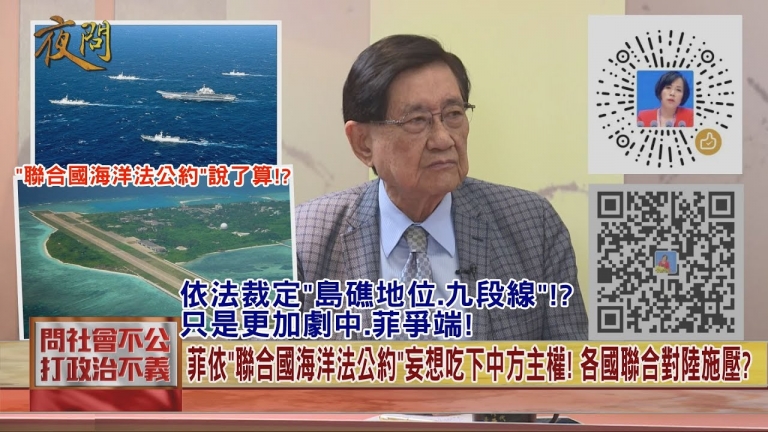 夜問
"聯合國海洋法公約"說了算!?
依法裁定"島礁地位.九段線"!?
只是更加劇中.菲爭端!
問社會不公
打政治不義
菲依"聯合國海洋法公約"妄想吃下中方主權! 各國聯合對陸施壓?